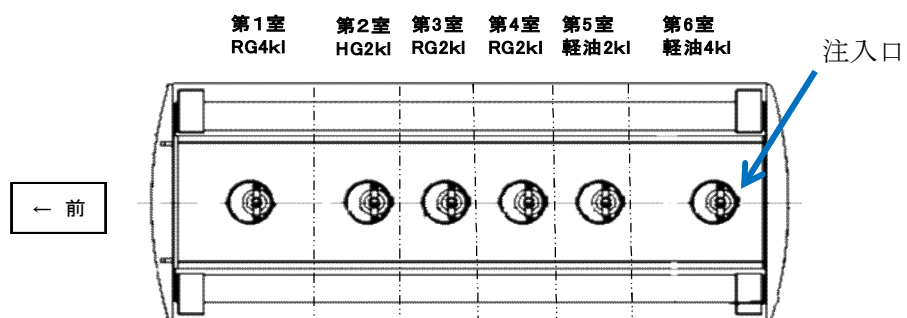 第1室
RG4kl
第2室
HG2kl
第3室
RG2kl
第4室
RG2kl
第5室
軽油2kl
第6室
軽油4kl
注入口
← 前